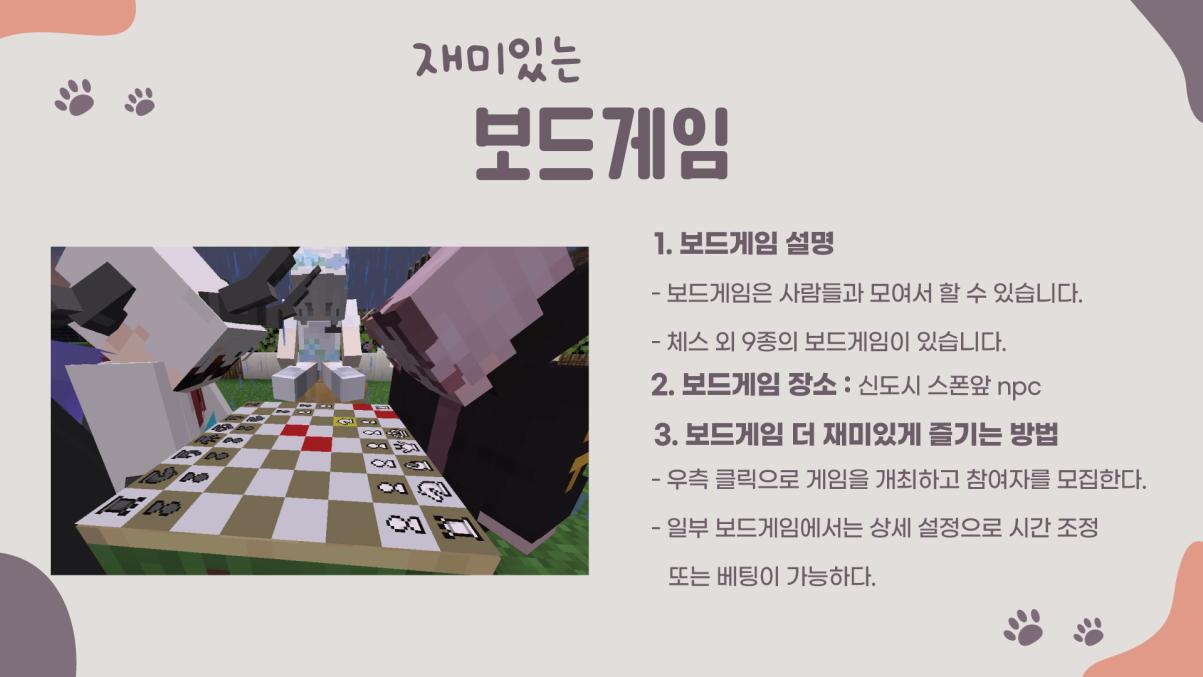 재미있는
보드게임
1. 보드게임 설명
- 보드게임은 사람들과 모여서 할 수 있습니다.
- 체스 외 9종의 보드게임이 있습니다.
2. 보드게임 장소 : 신도시 스폰앞 npc
3. 보드게임 더 재미있게 즐기는 방법
- 우측 클릭으로 게임을 개최하고 참여자를 모집한다.
- 일부 보드게임에서는 상세 설정으로 시간 조정
또는 베팅이 가능하다.